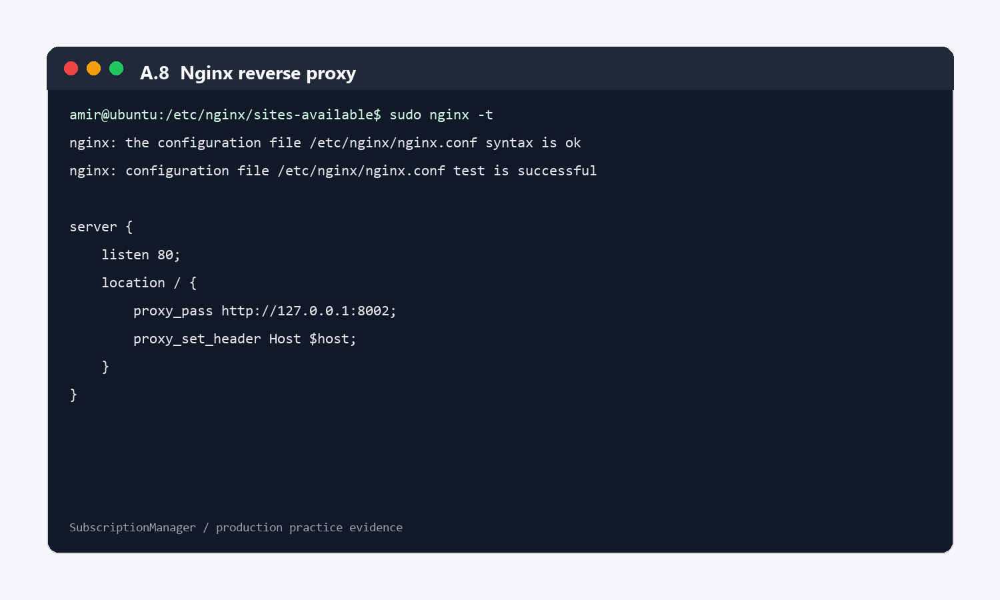 A.8  Nginx reverse proxy
amir@ubuntu:/etc/nginx/sites-available$ sudo nginx -t
nginx: the configuration file /etc/nginx/nginx.conf syntax is ok
nginx: configuration file /etc/nginx/nginx.conf test is successful
server {
    listen 80;
    location / {
        proxy_pass http://127.0.0.1:8002;
        proxy_set_header Host $host;
    }
}
SubscriptionManager / production practice evidence